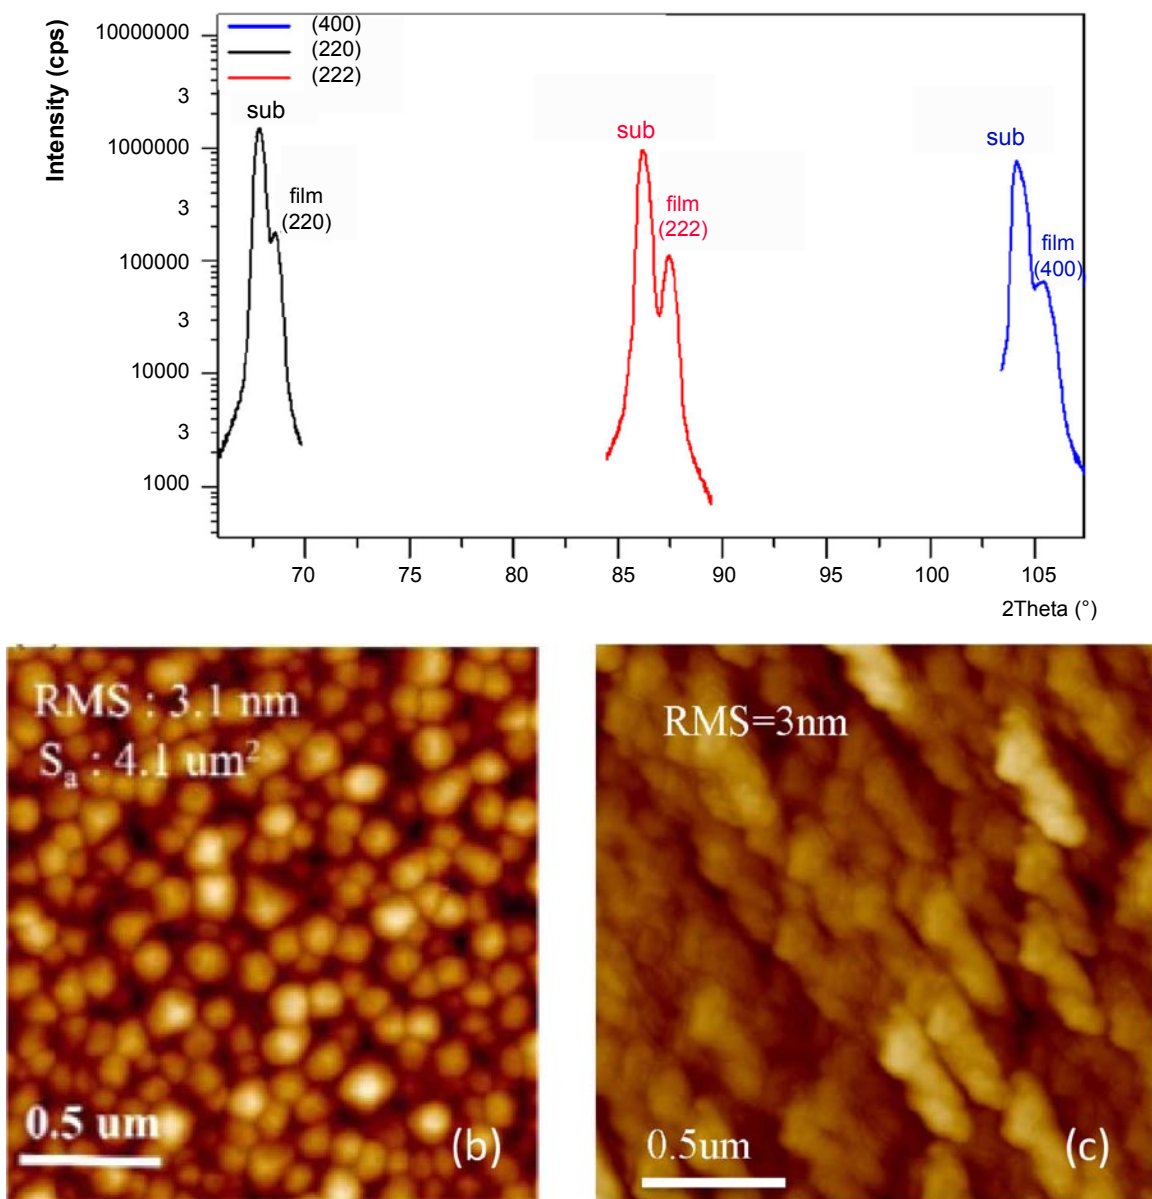 Intensity (cps)
10000000
3
1000000
3
100000
3
10000
3
1000
(400)
(220)
(222)
sub
film
(220)
sub
film
(222)
sub
film
(400)
70
75
80
85
90
95
100
105
2Theta (°)
RMS : 3.1 nm
Sₐ : 4.1 um²
0.5 um
(b)
RMS=3nm
0.5um
(c)